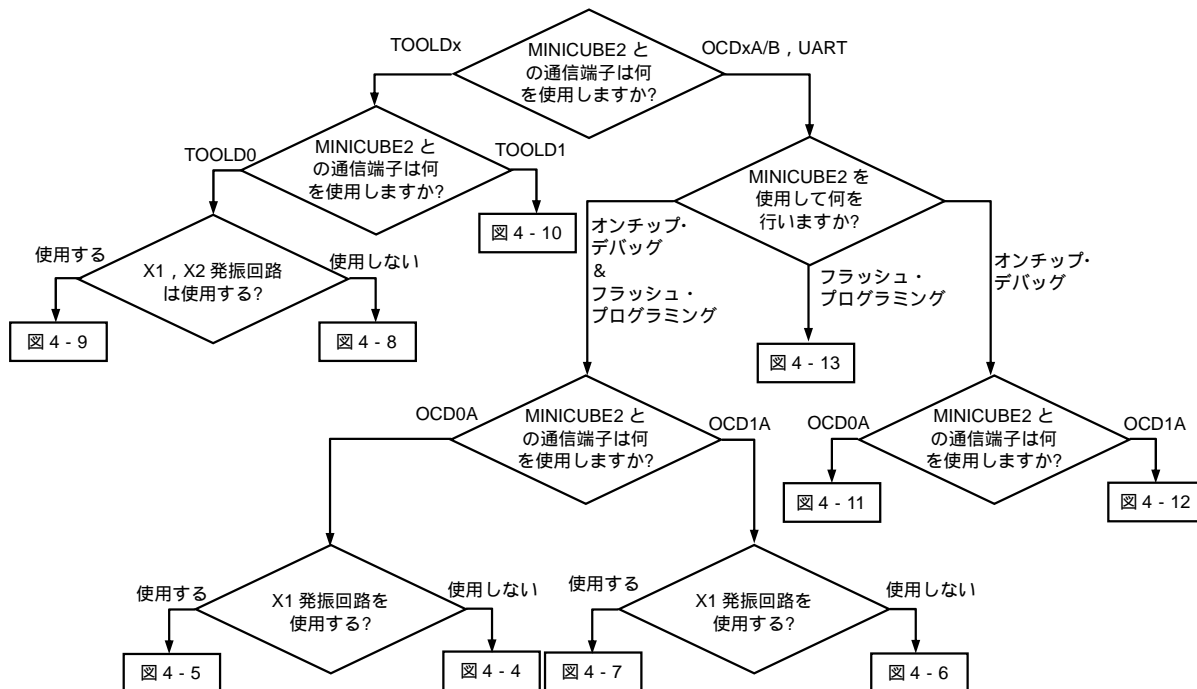 TOOLDx
MINICUBE2 と
の通信端子は何
を使用しますか?
OCDxA/B , UART
TOOLD0
MINICUBE2 と
の通信端子は何
を使用しますか?
TOOLD1
MINICUBE2 を
使用して何を
行いますか?
図 4 - 10
使用する
X1 , X2 発振回路
は使用する?
使用しない
オンチップ・
デバッグ
&
フラッシュ・
プログラミング
フラッシュ・
プログラミング
オンチップ・
デバッグ
図 4 - 9
図 4 - 8
図 4 - 13
OCD0A
MINICUBE2 と
の通信端子は何
を使用しますか?
OCD1A
OCD0A
MINICUBE2 と
の通信端子は何
を使用しますか?
OCD1A
図 4 - 11
図 4 - 12
使用する
X1 発振回路を
使用する?
使用しない
使用する
X1 発振回路を
使用する?
使用しない
図 4 - 5
図 4 - 4
図 4 - 7
図 4 - 6